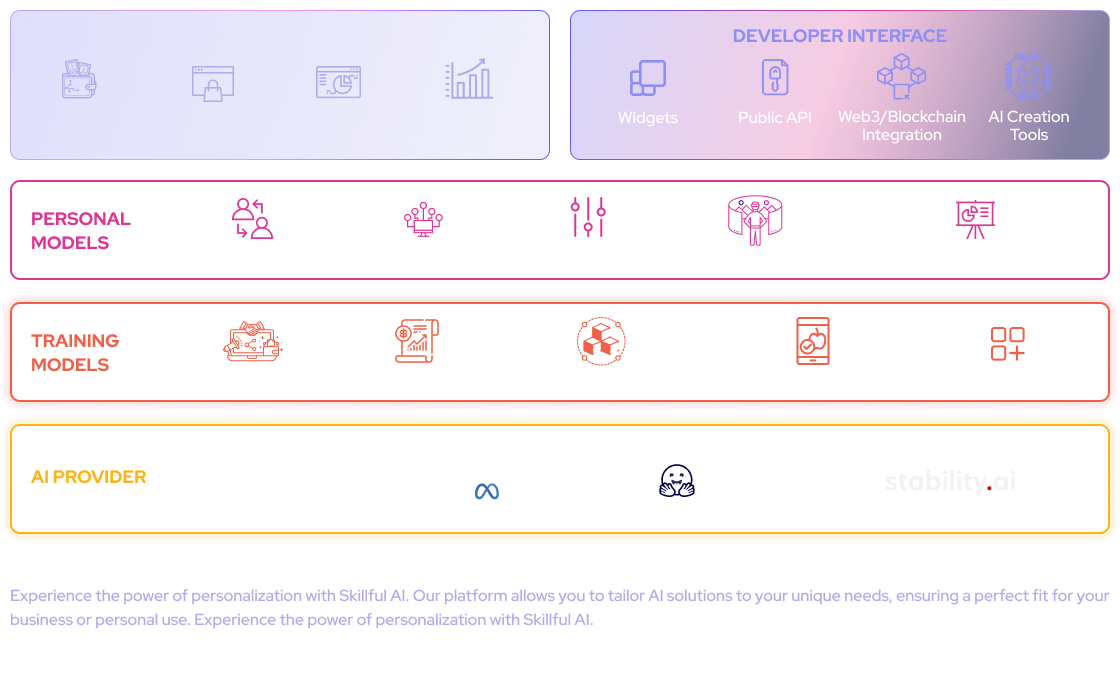 DEVELOPER INTERFACE
Widgets
Public API
Web3/Blockchain
Integration
AI Creation
Tools
PERSONAL
MODELS
TRAINING
MODELS
AI PROVIDER
stability.ai
Experience the power of personalization with Skillful AI. Our platform allows you to tailor AI solutions to your unique needs, ensuring a perfect fit for your
business or personal use. Experience the power of personalization with Skillful AI.